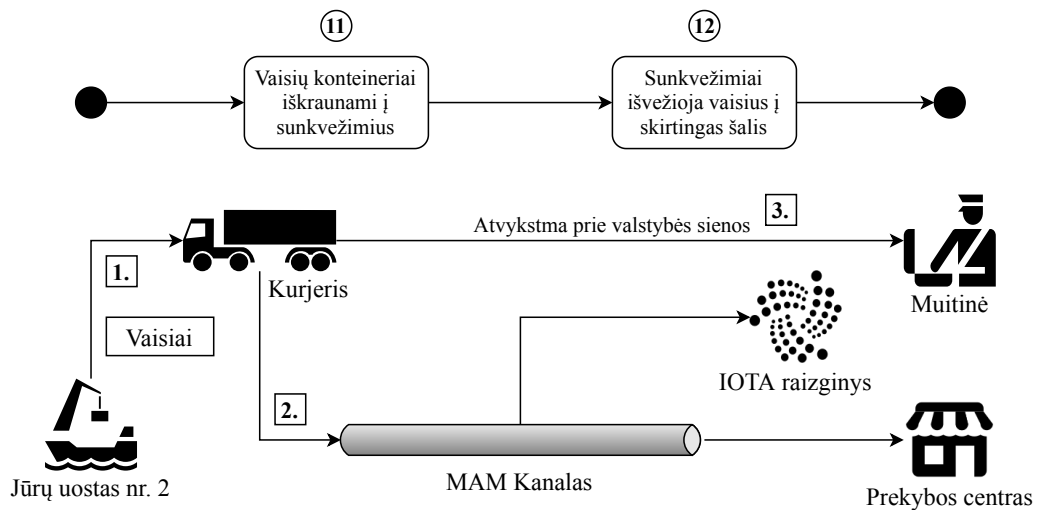 11
12
Vaisių konteineriai
iškraunami į
sunkvežimius
Sunkvežimiai
išvežioja vaisius į
skirtingas šalis
3.
Atvykstma prie valstybės sienos
1.
Kurjeris
Muitinė
Vaisiai
IOTA raizginys
2.
MAM Kanalas
Jūrų uostas nr. 2
Prekybos centras